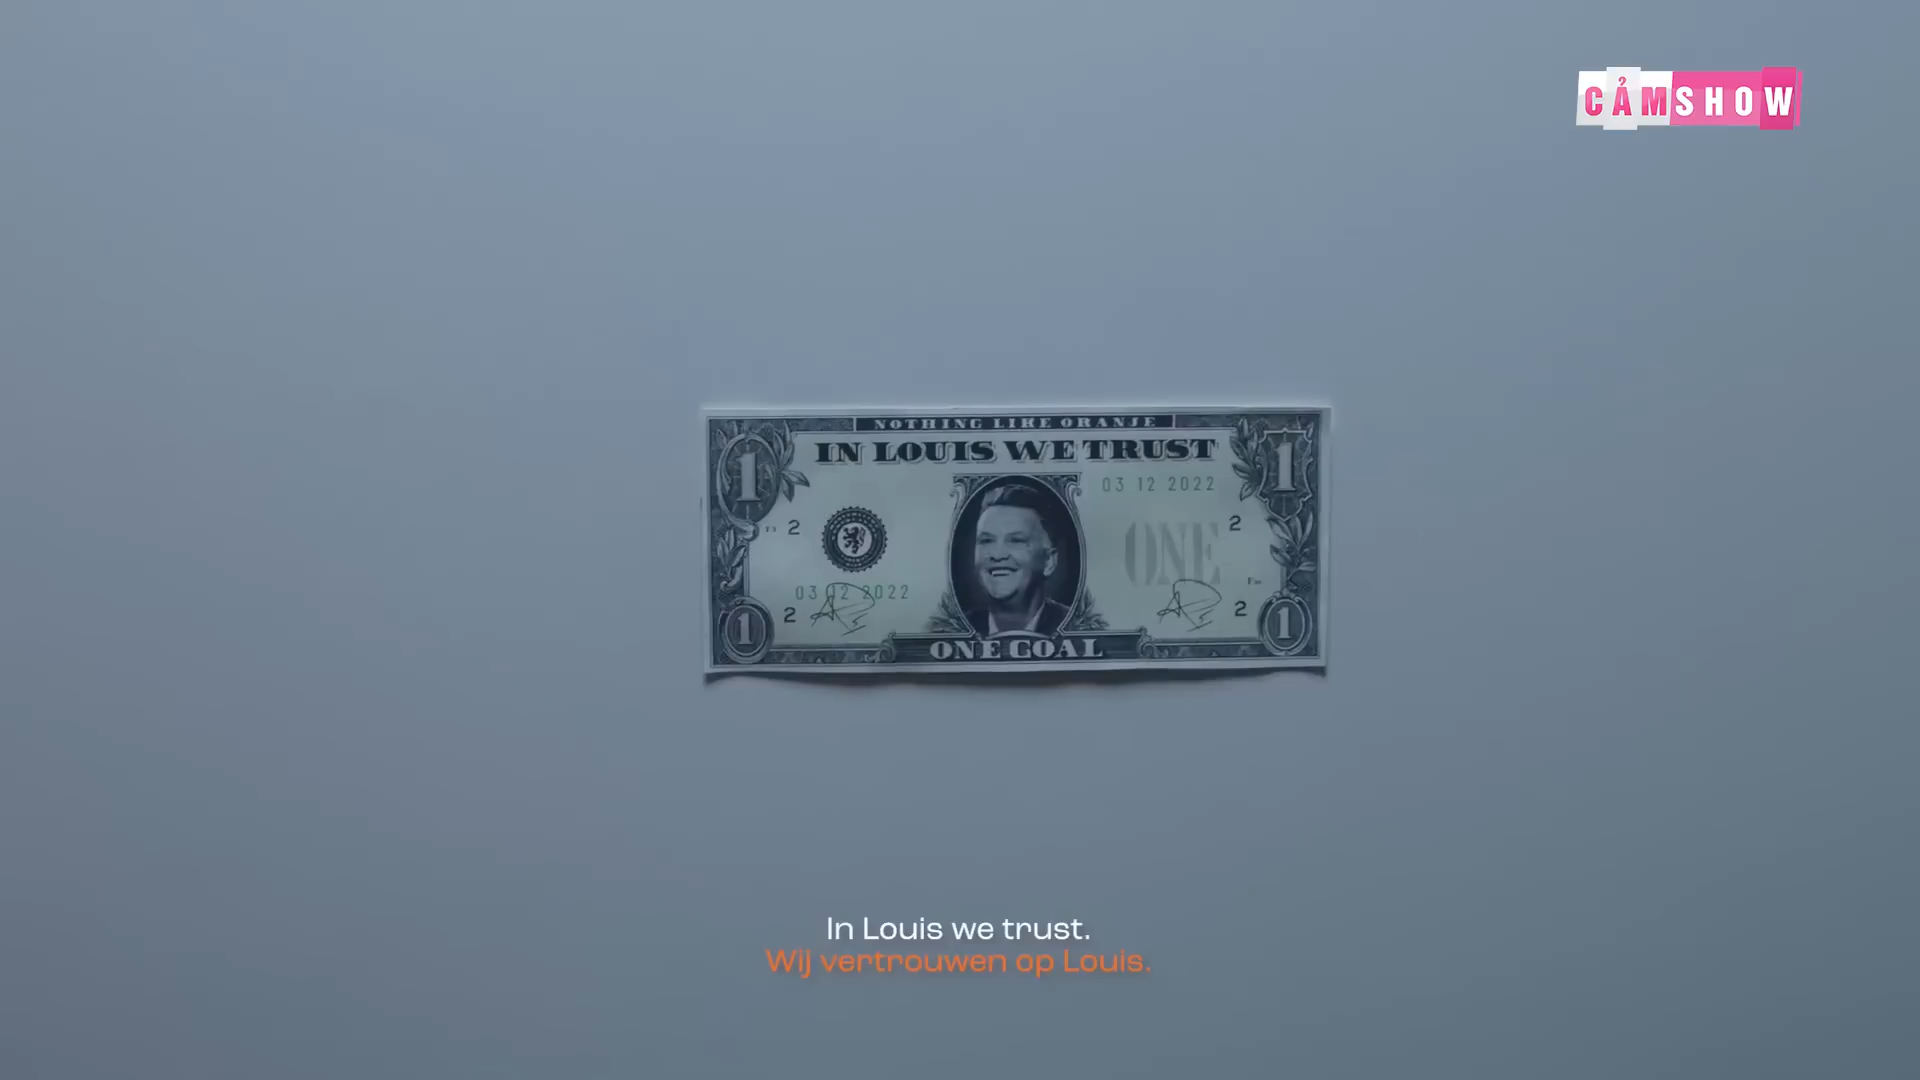 CẢMSHOW
NOTHING LIKE ORANJE
IN LOUIS WE TRUST
1
1
03 12 2022
2
2
ONE
03 12 2022
2
2
1
1
ONE GOAL
In Louis we trust.
Wij vertrouwen op Louis.